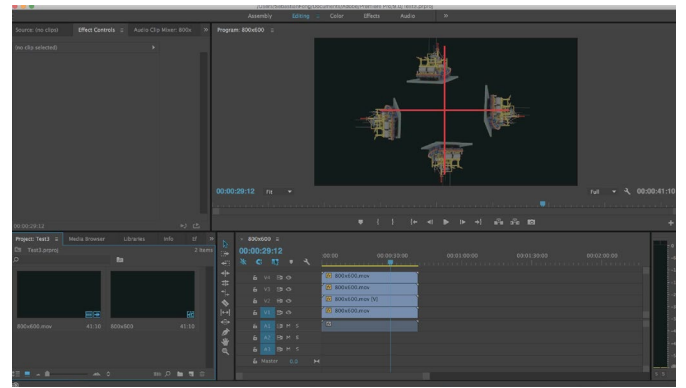 Assembly Editing Color Effects Audio
Source: (no clips) Effect Controls Audio Clip Mixer: 800x Program: 800x600
(no clip selected)
00:00:29:12 Fit Full 00:00:41:10
00:00:29:12
Project: Test3 Media Browser Libraries Info 800x600
Test3.prproj 2 Items 00:00:29:12
00:00 00:00:30:00 00:01:00:00 00:01:30:00 00:02:00:00
V4 800x600.mov
V3 800x600.mov
V2 800x600.mov [V]
V1 800x600.mov
800x600.mov 41:10 800x600 41:10
A1 M S
A2 M S
A3 M S
Master 0.0
S S